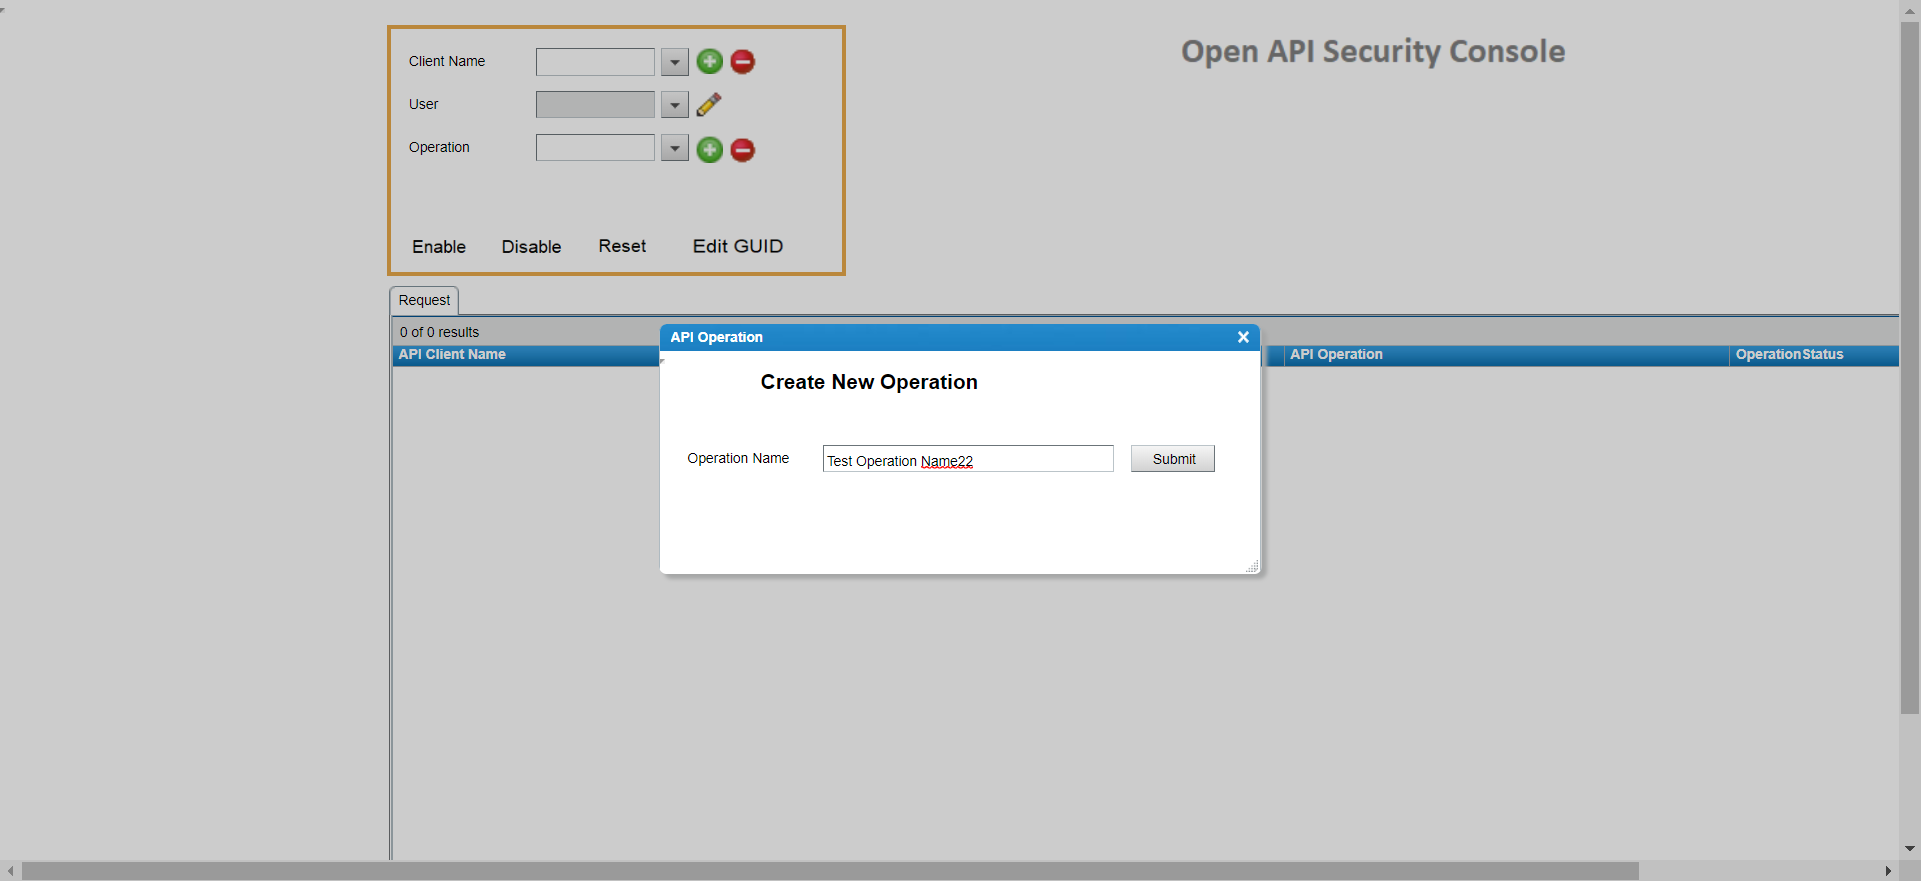 Client Name
Open API Security Console
User
Operation
Enable Disable Reset Edit GUID
Request
0 of 0 results
API Operation
API Client Name API Operation OperationStatus
Create New Operation
Operation Name Test Operation Name22 Submit